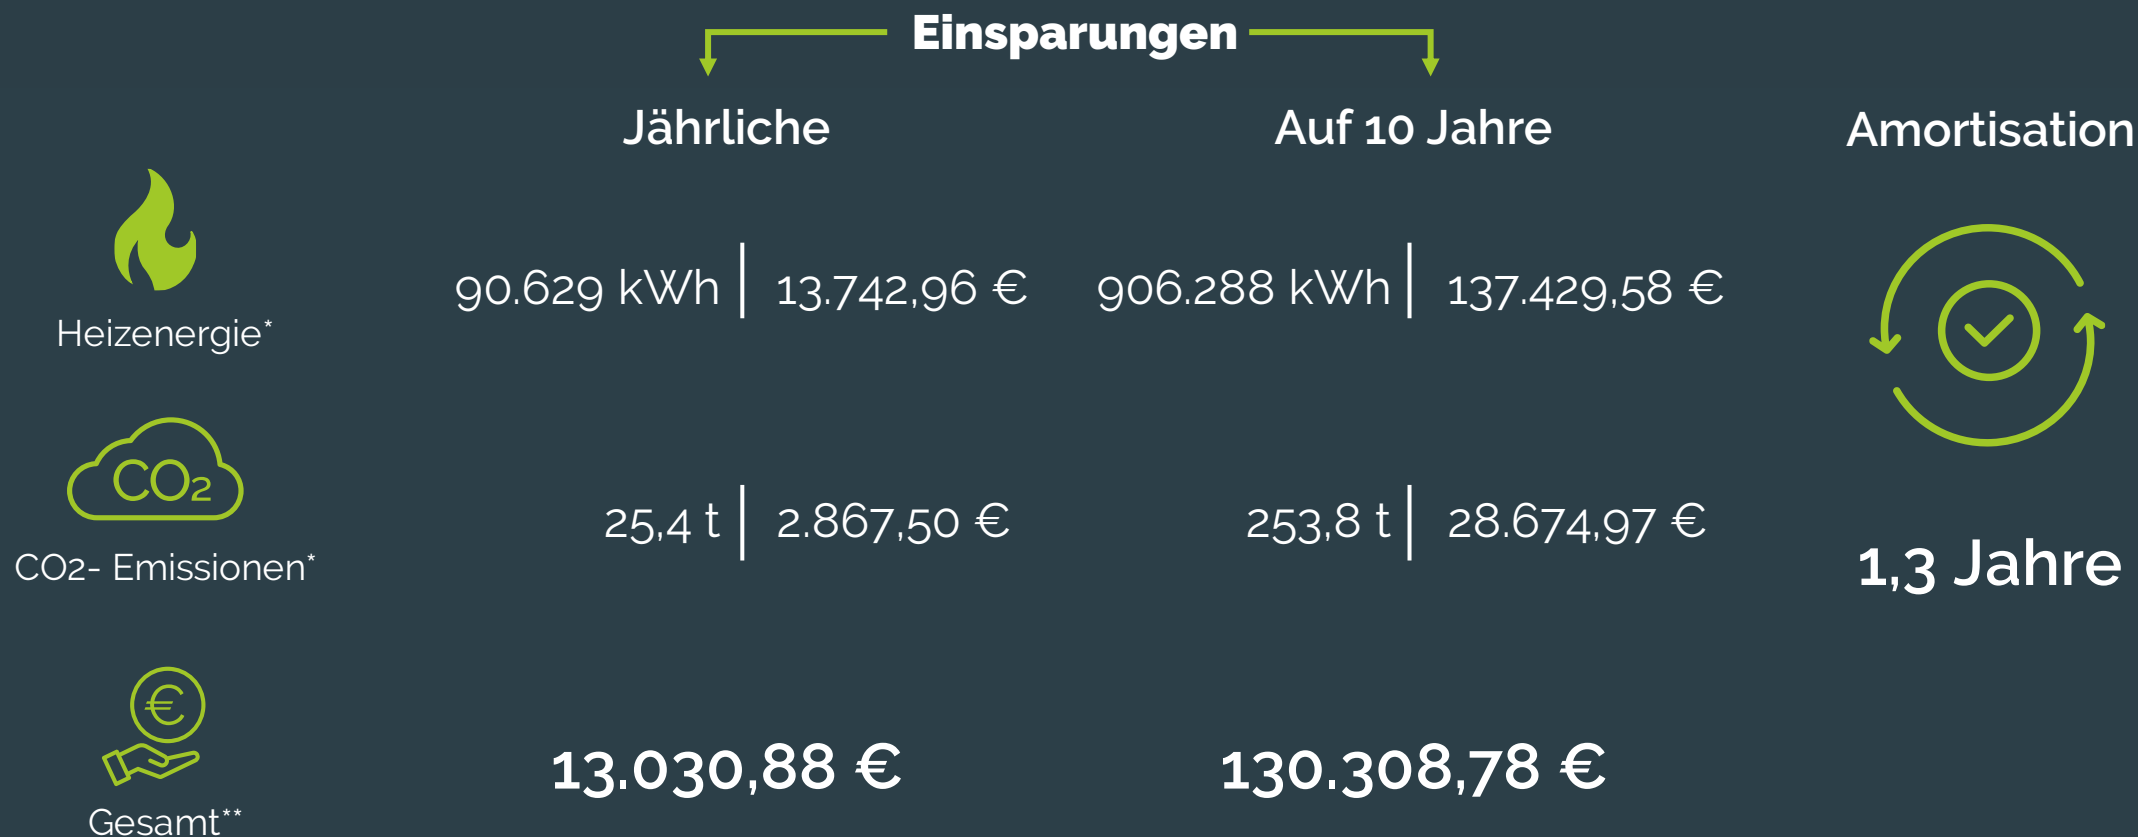 Einsparungen
Jährliche
Auf 10 Jahre
Amortisation
Heizenergie*
90.629 kWh | 13.742,96 €
906.288 kWh | 137.429,58 €
CO2
CO2- Emissionen*
25,4 t | 2.867,50 €
253,8 t | 28.674,97 €
1,3 Jahre
€
Gesamt**
13.030,88 €
130.308,78 €